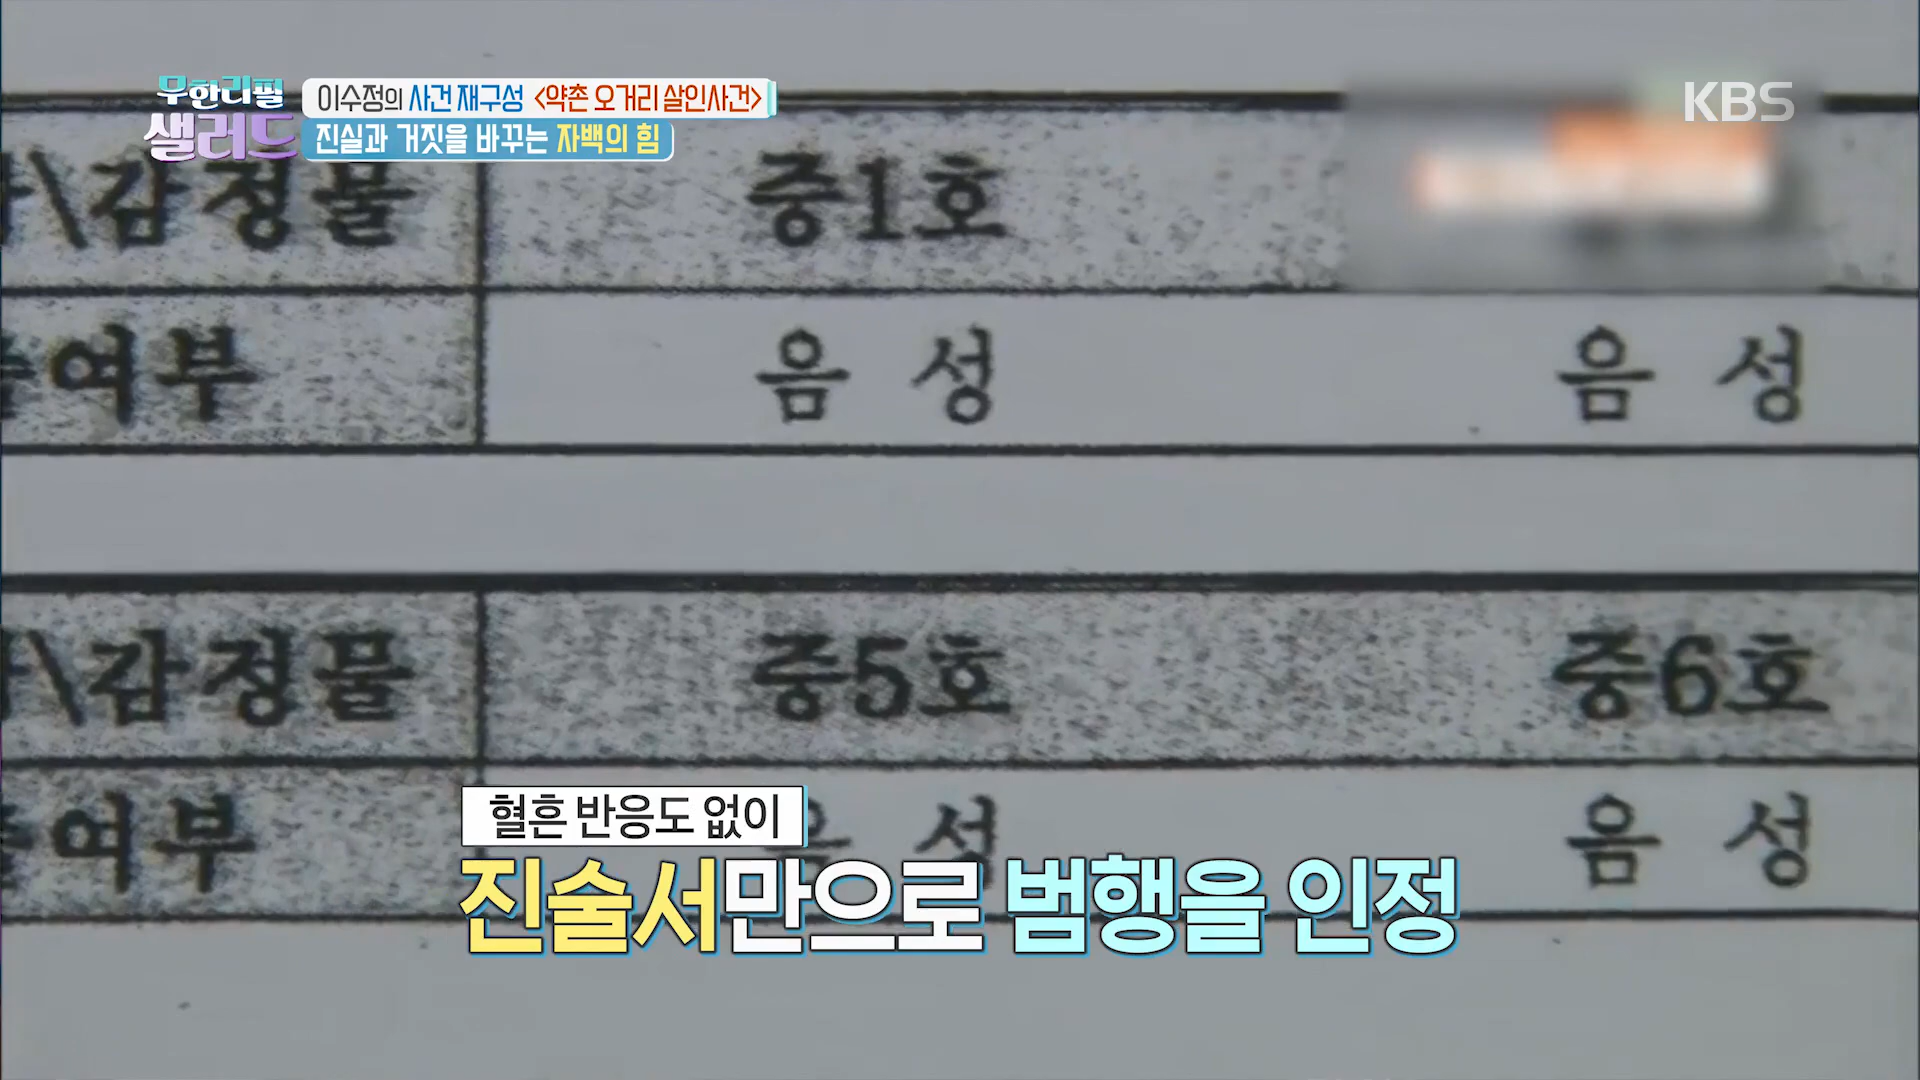 무한리필
샐러드
이수정의 사건 재구성 <약촌 오거리 살인사건>
진실과 거짓을 바꾸는 자백의 힘
KBS
\감정물 중1호
여부 음 성 음 성
\감정물 중5호 중6호
여부 음 성 음 성
혈흔 반응도 없이
진술서만으로 범행을 인정